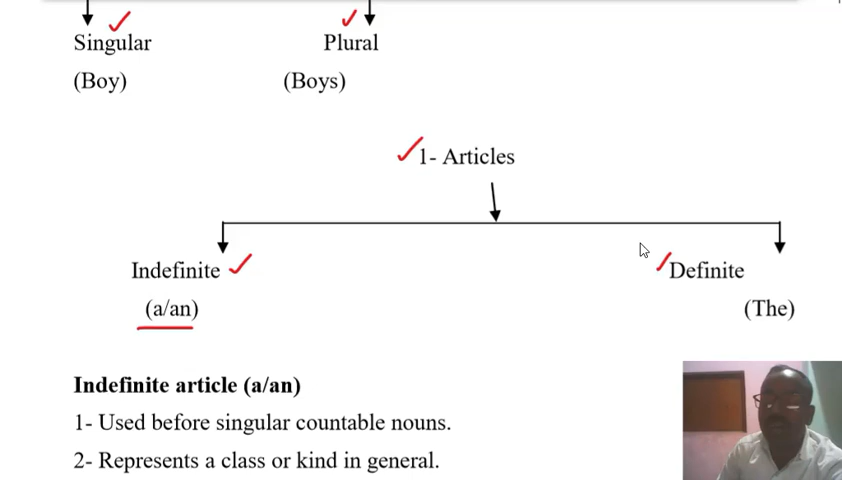 Singular Plural
(Boy) (Boys)
1- Articles
Indefinite Definite
(a/an) (The)
Indefinite article (a/an)
1- Used before singular countable nouns.
2- Represents a class or kind in general.